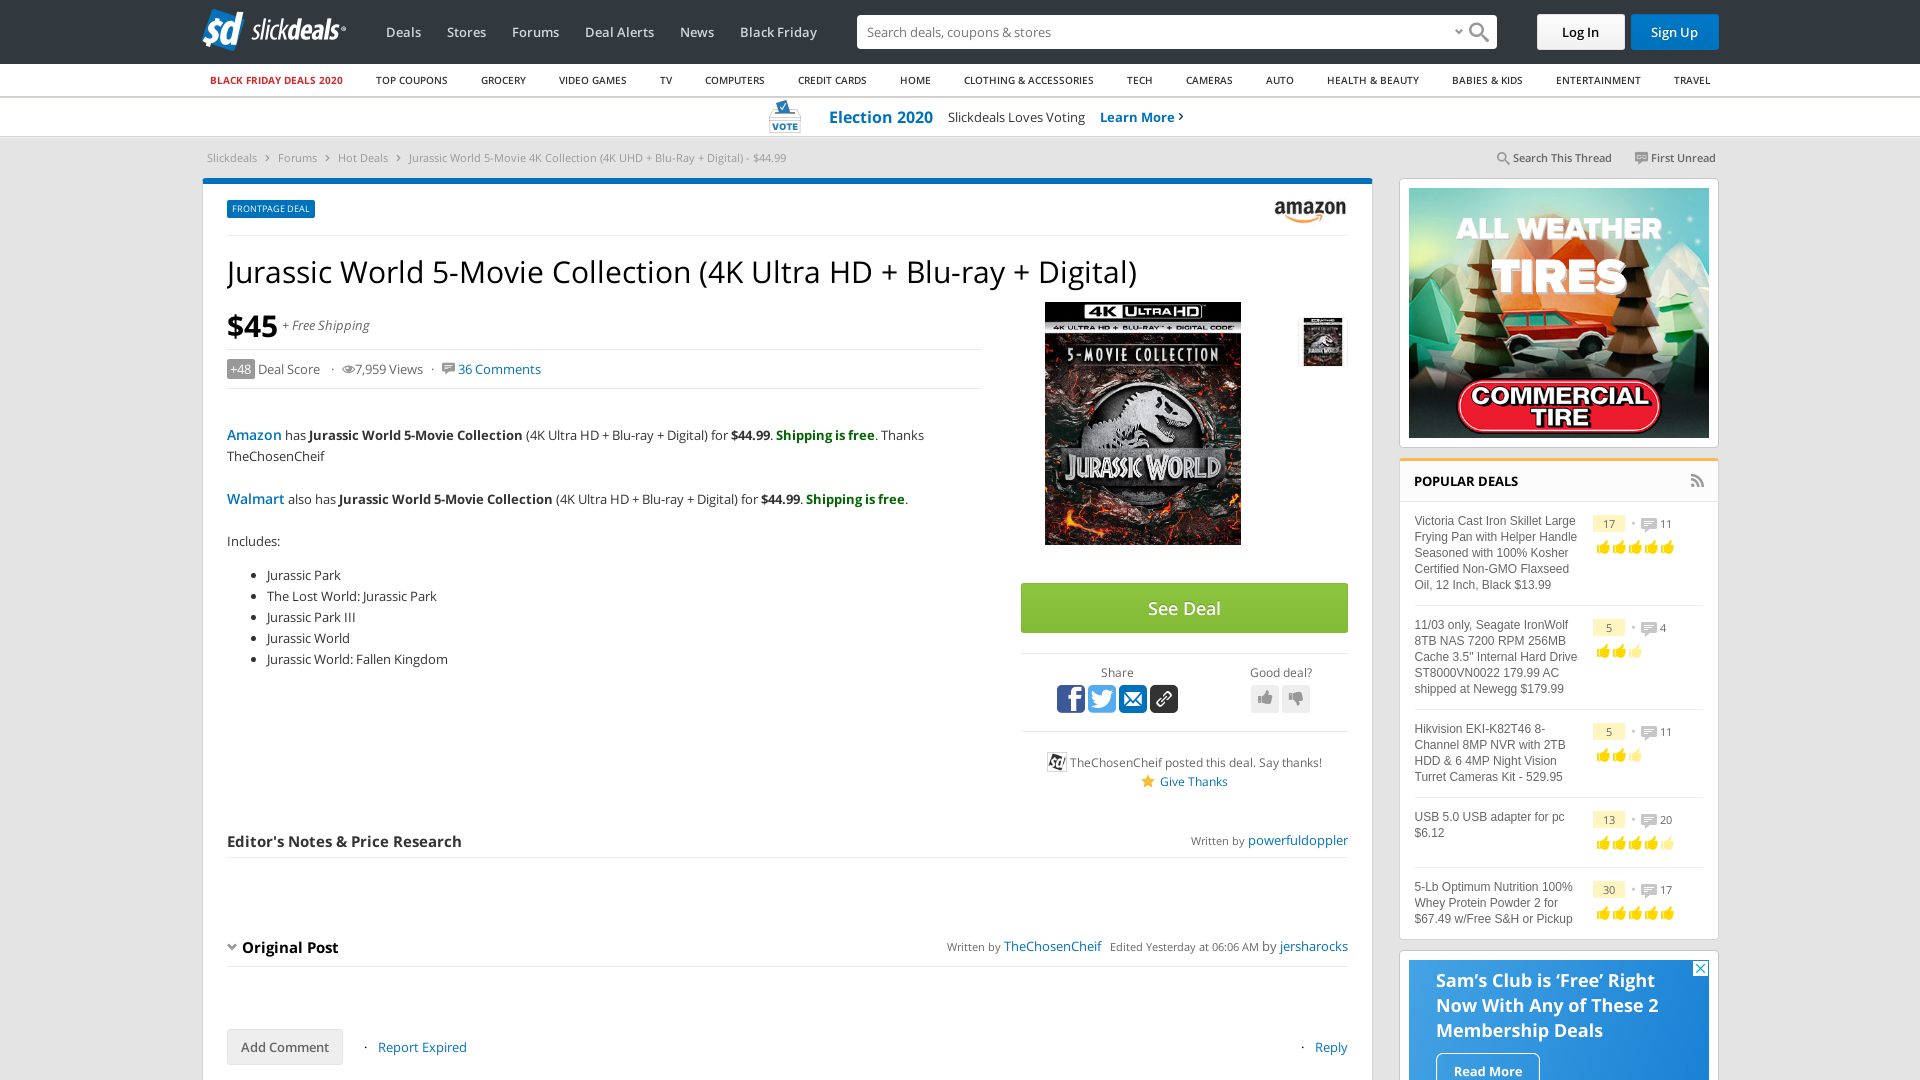 slickdeals
Deals
Stores
Forums
Deal Alerts
News
Black Friday
Search deals, coupons & shops
Log In
Sign Up
BLACK FRIDAY DEALS 2020
TOP COUPONS
GROCERY
VIDEO GAMES
TV
COMPUTERS
CREDIT CARDS
HOME
CLOTHING & ACCESSORIES
TECH
CAMERAS
AUTO
HEALTH & BEAUTY
BABIES & KIDS
ENTERTAINMENT
TRAVEL
VOTE
Election 2020 Slickdeals Loves Voting Learn More
Slickdeals > Forums > Hot Deals > Jurassic World 5-Movie 4K Collection (4K UHD + Blu-Ray + Digital) - $44.99
Search This Thread
First Unread
FRONTPAGE DEAL
amazon
Jurassic World 5-Movie Collection (4K Ultra HD + Blu-ray + Digital)
$45 + Free Shipping
+48 Deal Score · 7,959 Views · 36 Comments
Amazon has Jurassic World 5-Movie Collection (4K Ultra HD + Blu-ray + Digital) for $44.99. Shipping is free. Thanks
TheChosenCheif
Walmart also has Jurassic World 5-Movie Collection (4K Ultra HD + Blu-ray + Digital) for $44.99. Shipping is free.
Includes:
Jurassic Park
The Lost World: Jurassic Park
Jurassic Park III
Jurassic World
Jurassic World: Fallen Kingdom
4K ULTRA HD
4K ULTRA HD + BLU-RAY + DIGITAL CODE
5-MOVIE COLLECTION
JURASSIC WORLD
See Deal
Share
Good deal?
TheChosenCheif posted this deal. Say thanks!
Give Thanks
Editor's Notes & Price Research
Written by powerfuldoppler
Original Post
Written by TheChosenCheif Edited Yesterday at 06:06 AM by jersharocks
Add Comment
· Report Expired
· Reply
ALL WEATHER
TIRES
COMMERCIAL
TIRE
POPULAR DEALS
Victoria Cast Iron Skillet Large
Frying Pan with Helper Handle
Seasoned with 100% Kosher
Certified Non-GMO Flaxseed
Oil, 12 Inch, Black $13.99
17 • 11
11/03 only, Seagate IronWolf
8TB NAS 7200 RPM 256MB
Cache 3.5" Internal Hard Drive
ST8000VN0022 179.99 AC
shipped at Newegg $179.99
5 • 4
Hikvision EKI-K82T46 8-
Channel 8MP NVR with 2TB
HDD & 6 4MP Night Vision
Turret Cameras Kit - 529.95
5 • 11
USB 5.0 USB adapter for pc
$6.12
13 • 20
5-Lb Optimum Nutrition 100%
Whey Protein Powder 2 for
$67.49 w/Free S&H or Pickup
30 • 17
Sam's Club is 'Free' Right
Now With Any of These 2
Membership Deals
Read More